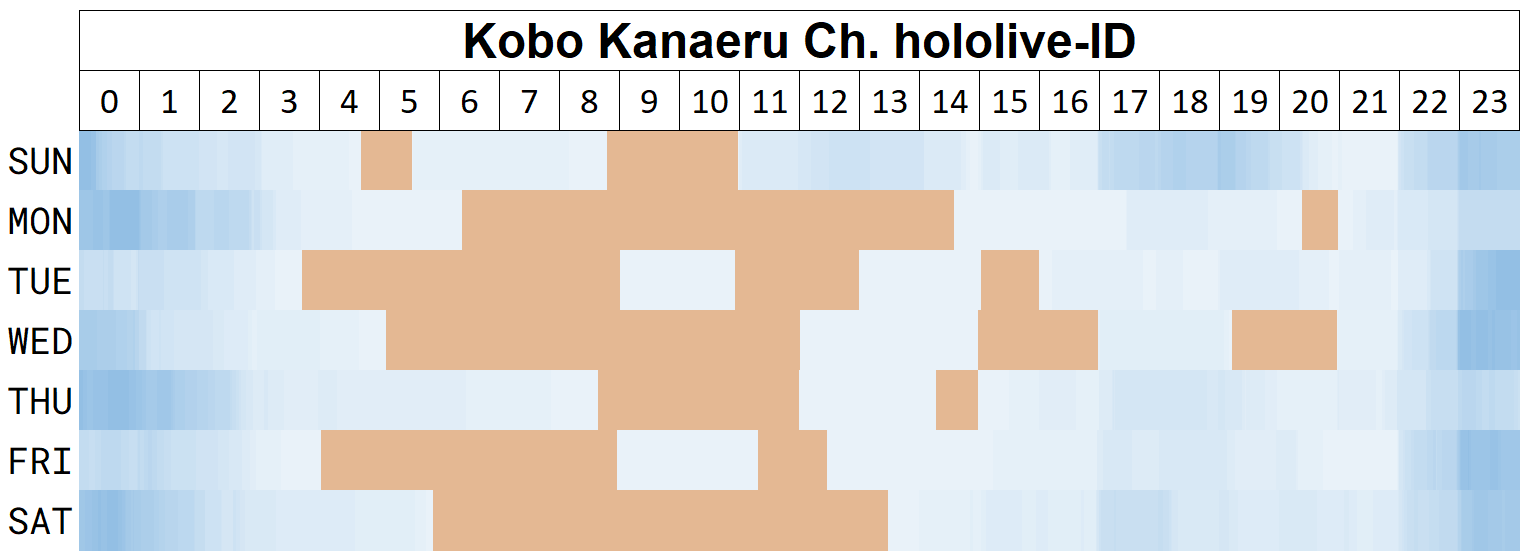 Kobo Kanaeru Ch. hololive-ID
0 1 2 3 4 5 6 7 8 9 10 11 12 13 14 15 16 17 18 19 20 21 22 23
SUN
MON
TUE
WED
THU
FRI
SAT